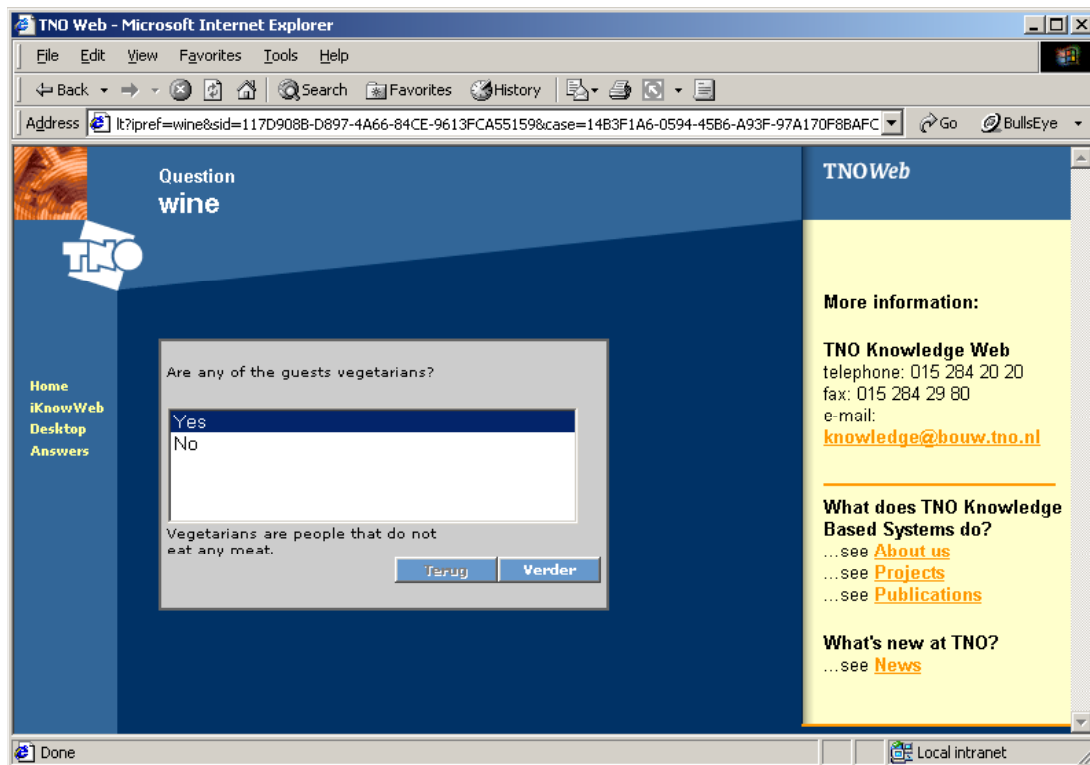 TNO Web - Microsoft Internet Explorer
File Edit View Favorites Tools Help
Back Search Favorites History
Address lt?ipref=wine&sid=117D908B-D897-4A66-84CE-9613FCA55159&case=14B3F1A6-0594-45B6-A93F-97A170F8BAFC Go BullsEye
Question
wine
TNO
Home
iKnowWeb
Desktop
Answers
Are any of the guests vegetarians?
Yes
No
Vegetarians are people that do not
eat any meat.
Terug Verder
TNOWeb
More information:
TNO Knowledge Web
telephone: 015 284 20 20
fax: 015 284 29 80
e-mail:
knowledge@bouw.tno.nl
What does TNO Knowledge
Based Systems do?
...see About us
...see Projects
...see Publications
What's new at TNO?
...see News
Done Local intranet